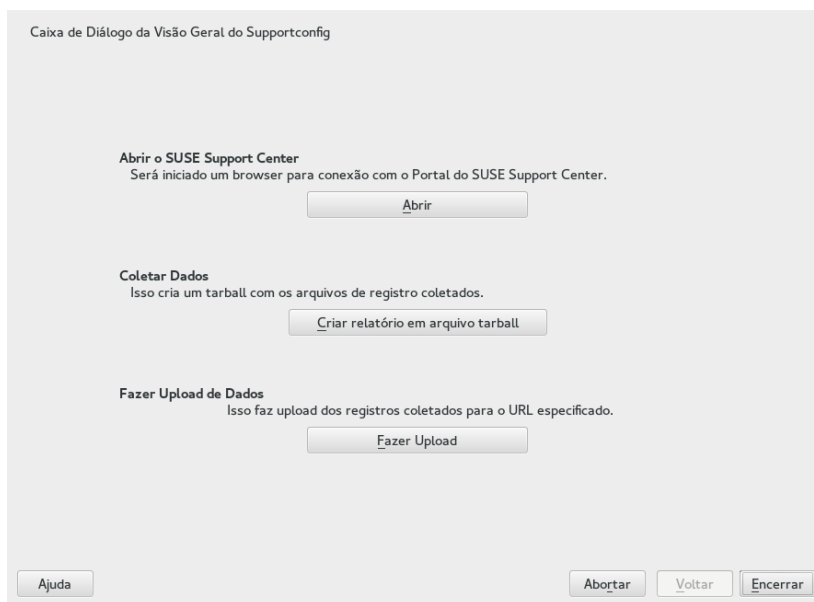 Caixa de Diálogo da Visão Geral do Supportconfig
Abrir o SUSE Support Center
Será iniciado um browser para conexão com o Portal do SUSE Support Center.
Abrir
Coletar Dados
Isso cria um tarball com os arquivos de registro coletados.
Criar relatório em arquivo tarball
Fazer Upload de Dados
Isso faz upload dos registros coletados para o URL especificado.
Fazer Upload
Ajuda Abortar Voltar Encerrar